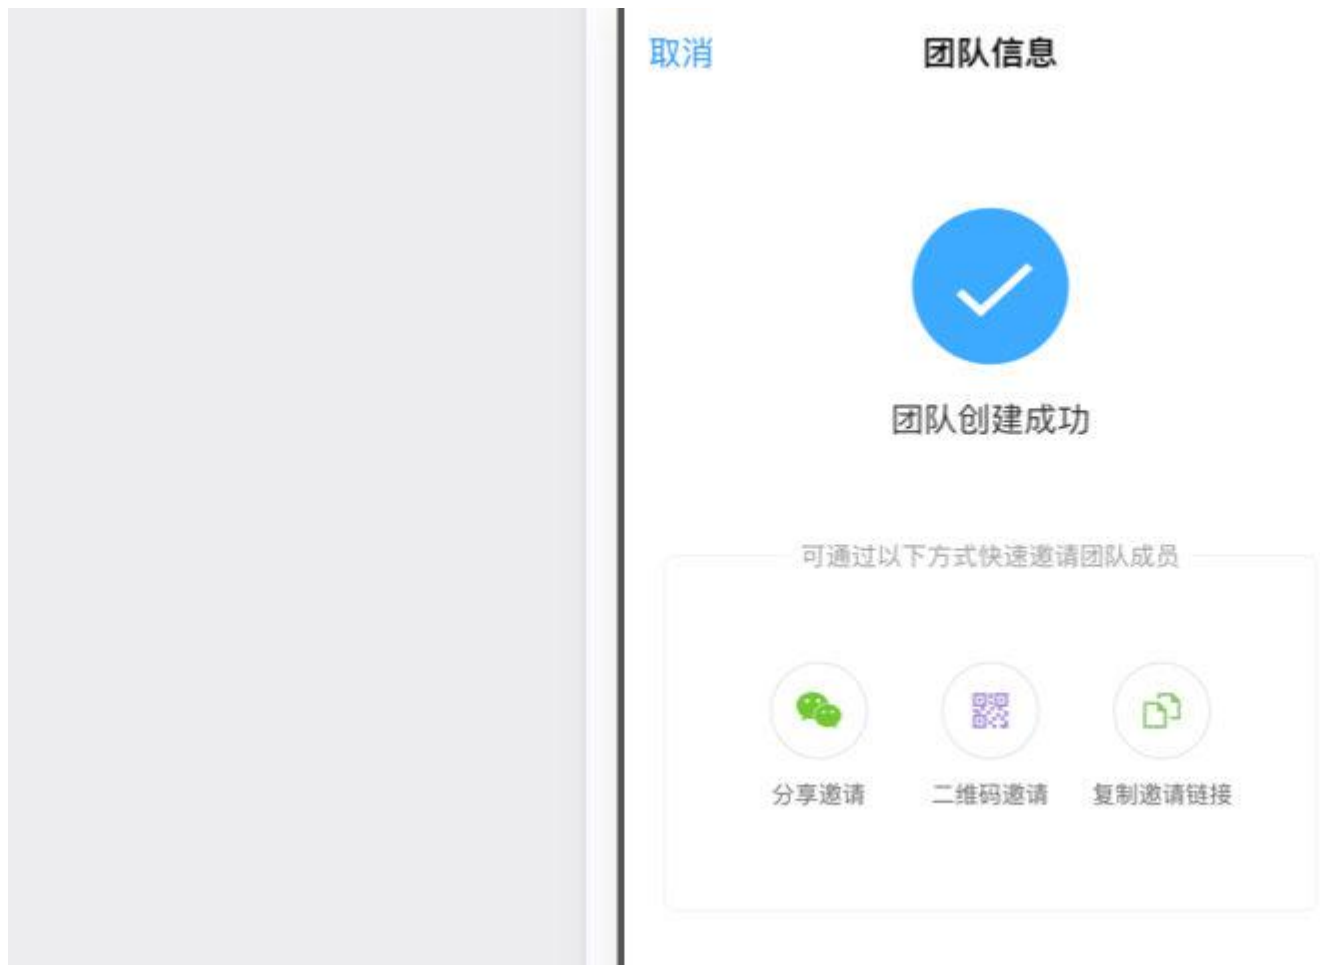 取消
团队信息
团队创建成功
可通过以下方式快速邀请团队成员
分享邀请
二维码邀请
复制邀请链接